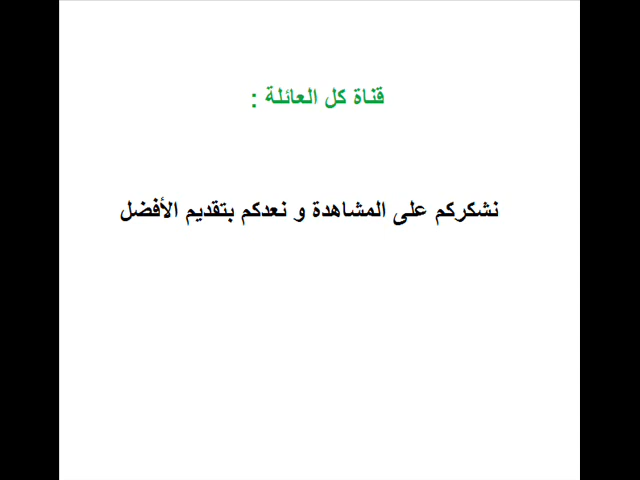 قناة كل العائلة :
نشكركم على المشاهدة و نعدكم بتقديم الأفضل